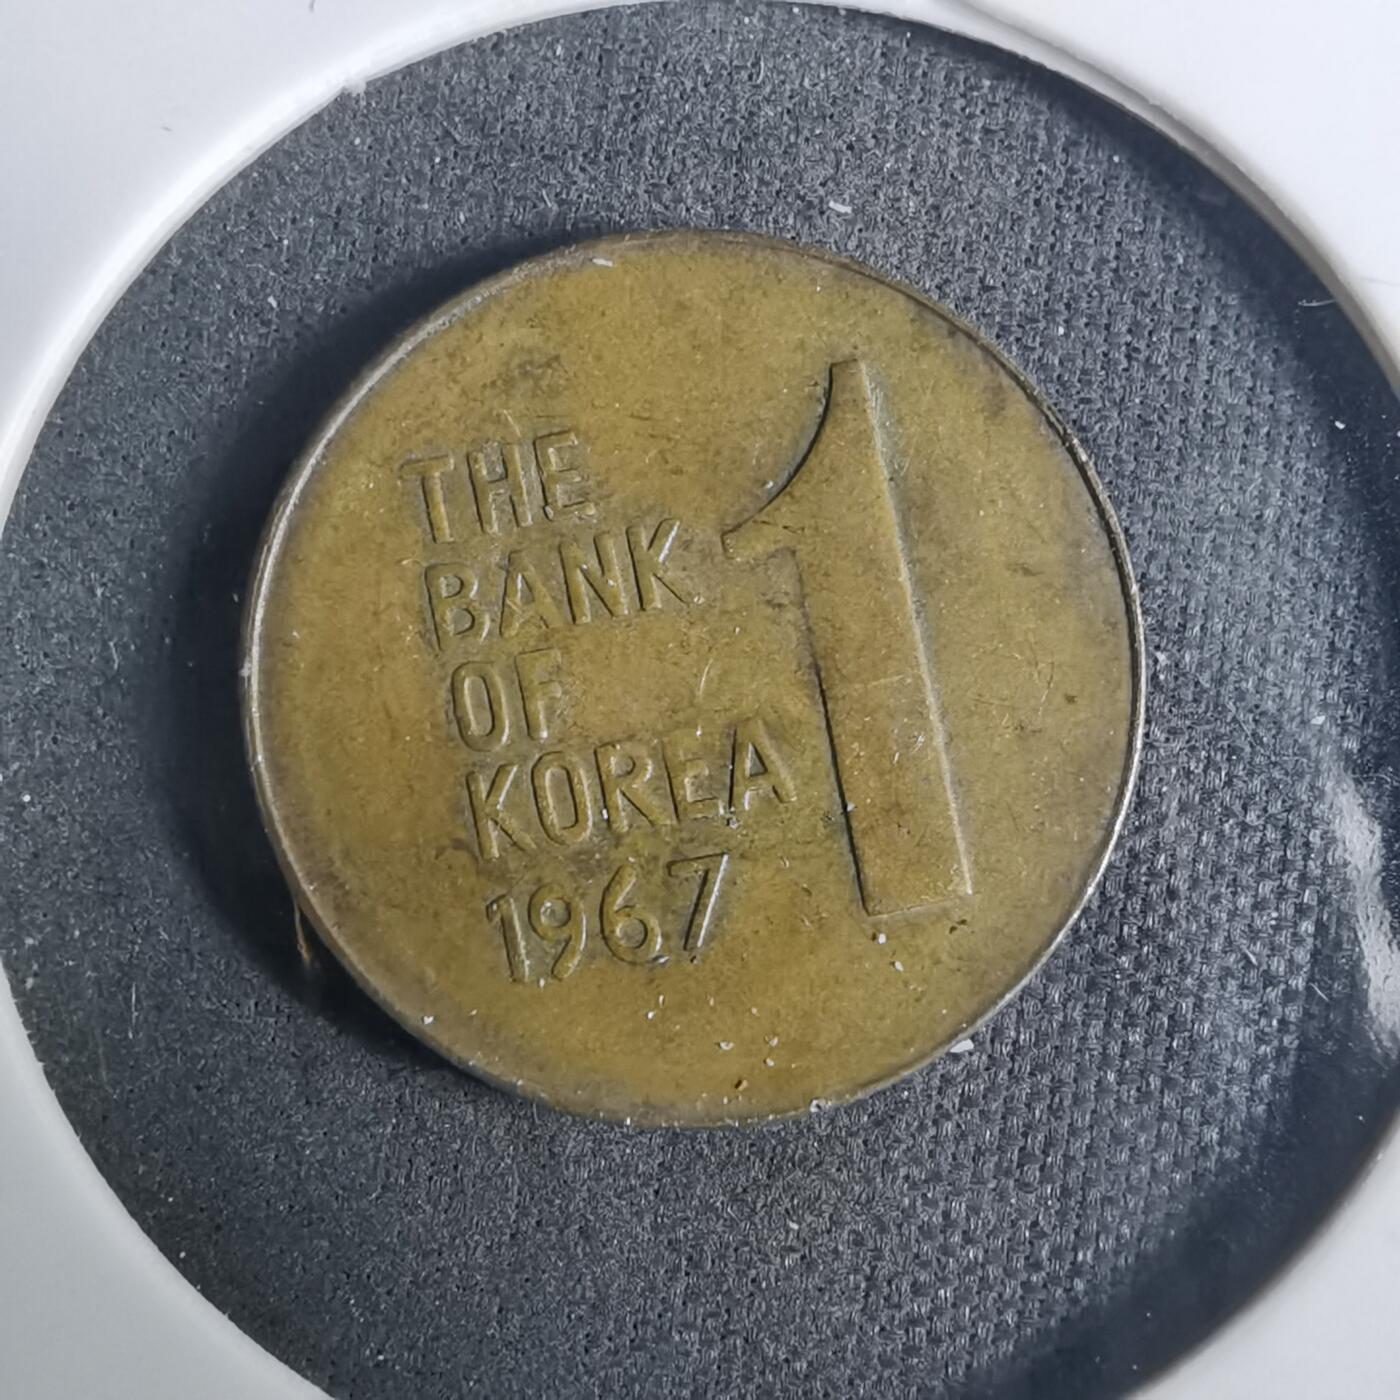 THE
BANK
OF
KOREA
1967
1